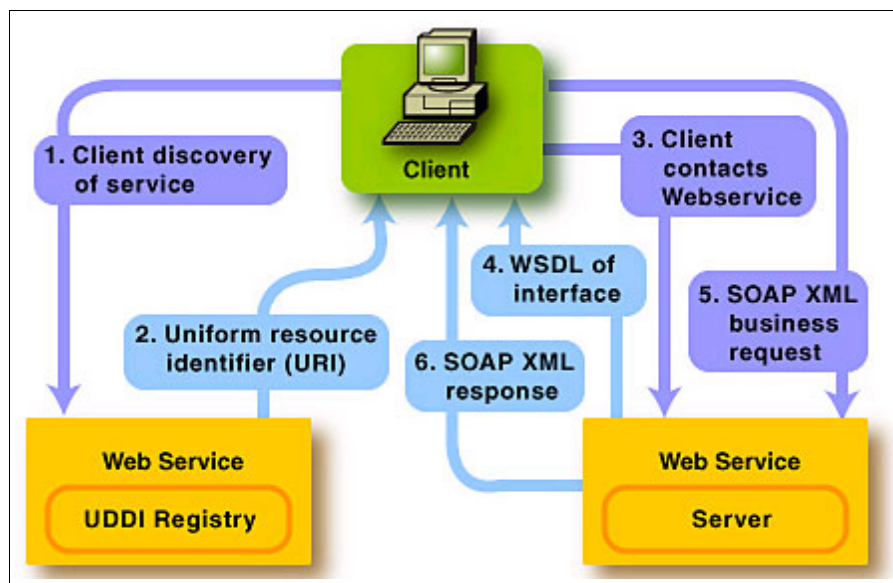 Client
1. Client discovery
of service
3. Client
contacts
Webservice
2. Uniform resource
identifier (URI)
4. WSDL of
interface
5. SOAP XML
business
request
6. SOAP XML
response
Web Service
UDDI Registry
Web Service
Server